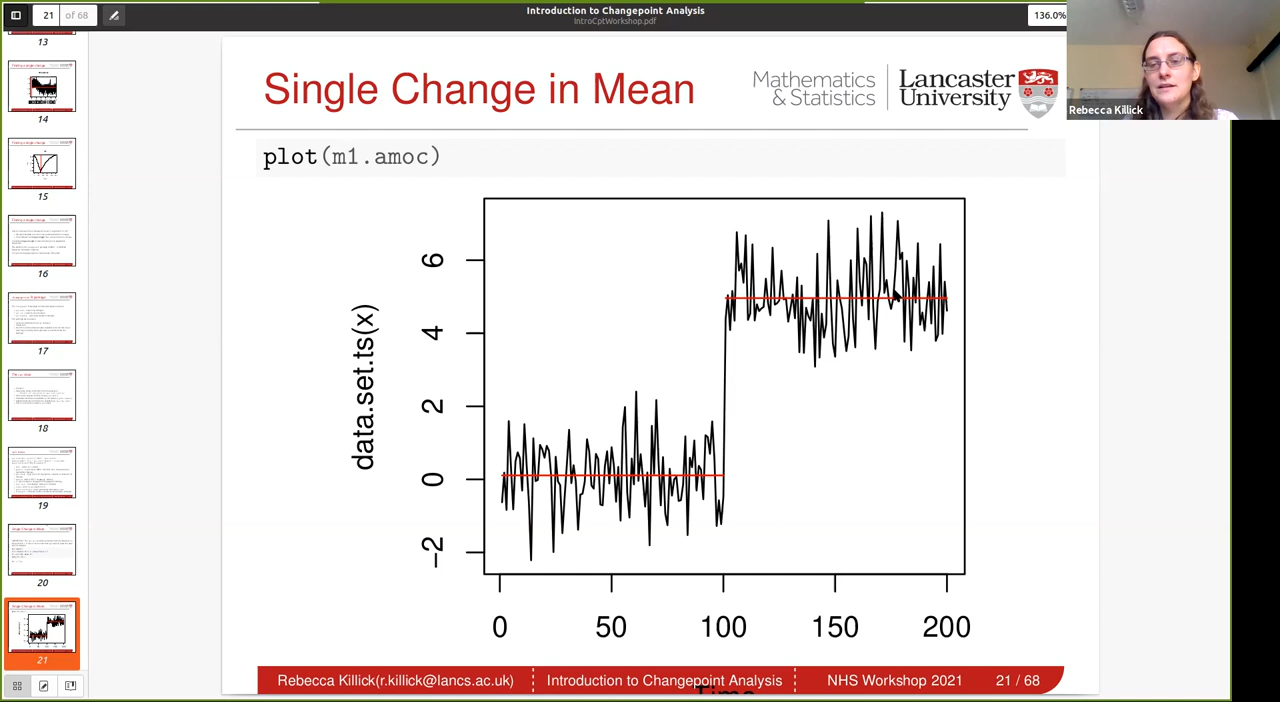 21 of 68
Introduction to Changepoint Analysis
IntroCptWorkshop.pdf
136.0%
Rebecca Killick
13
14
15
16
17
18
19
20
21
Single Change in Mean
Mathematics
& Statistics
Lancaster
University
plot(m1.amoc)
data.set.ts(x)
6
4
2
0
−2
0 50 100 150 200
Time
Rebecca Killick(r.killick@lancs.ac.uk) Introduction to Changepoint Analysis NHS Workshop 2021 21 / 68